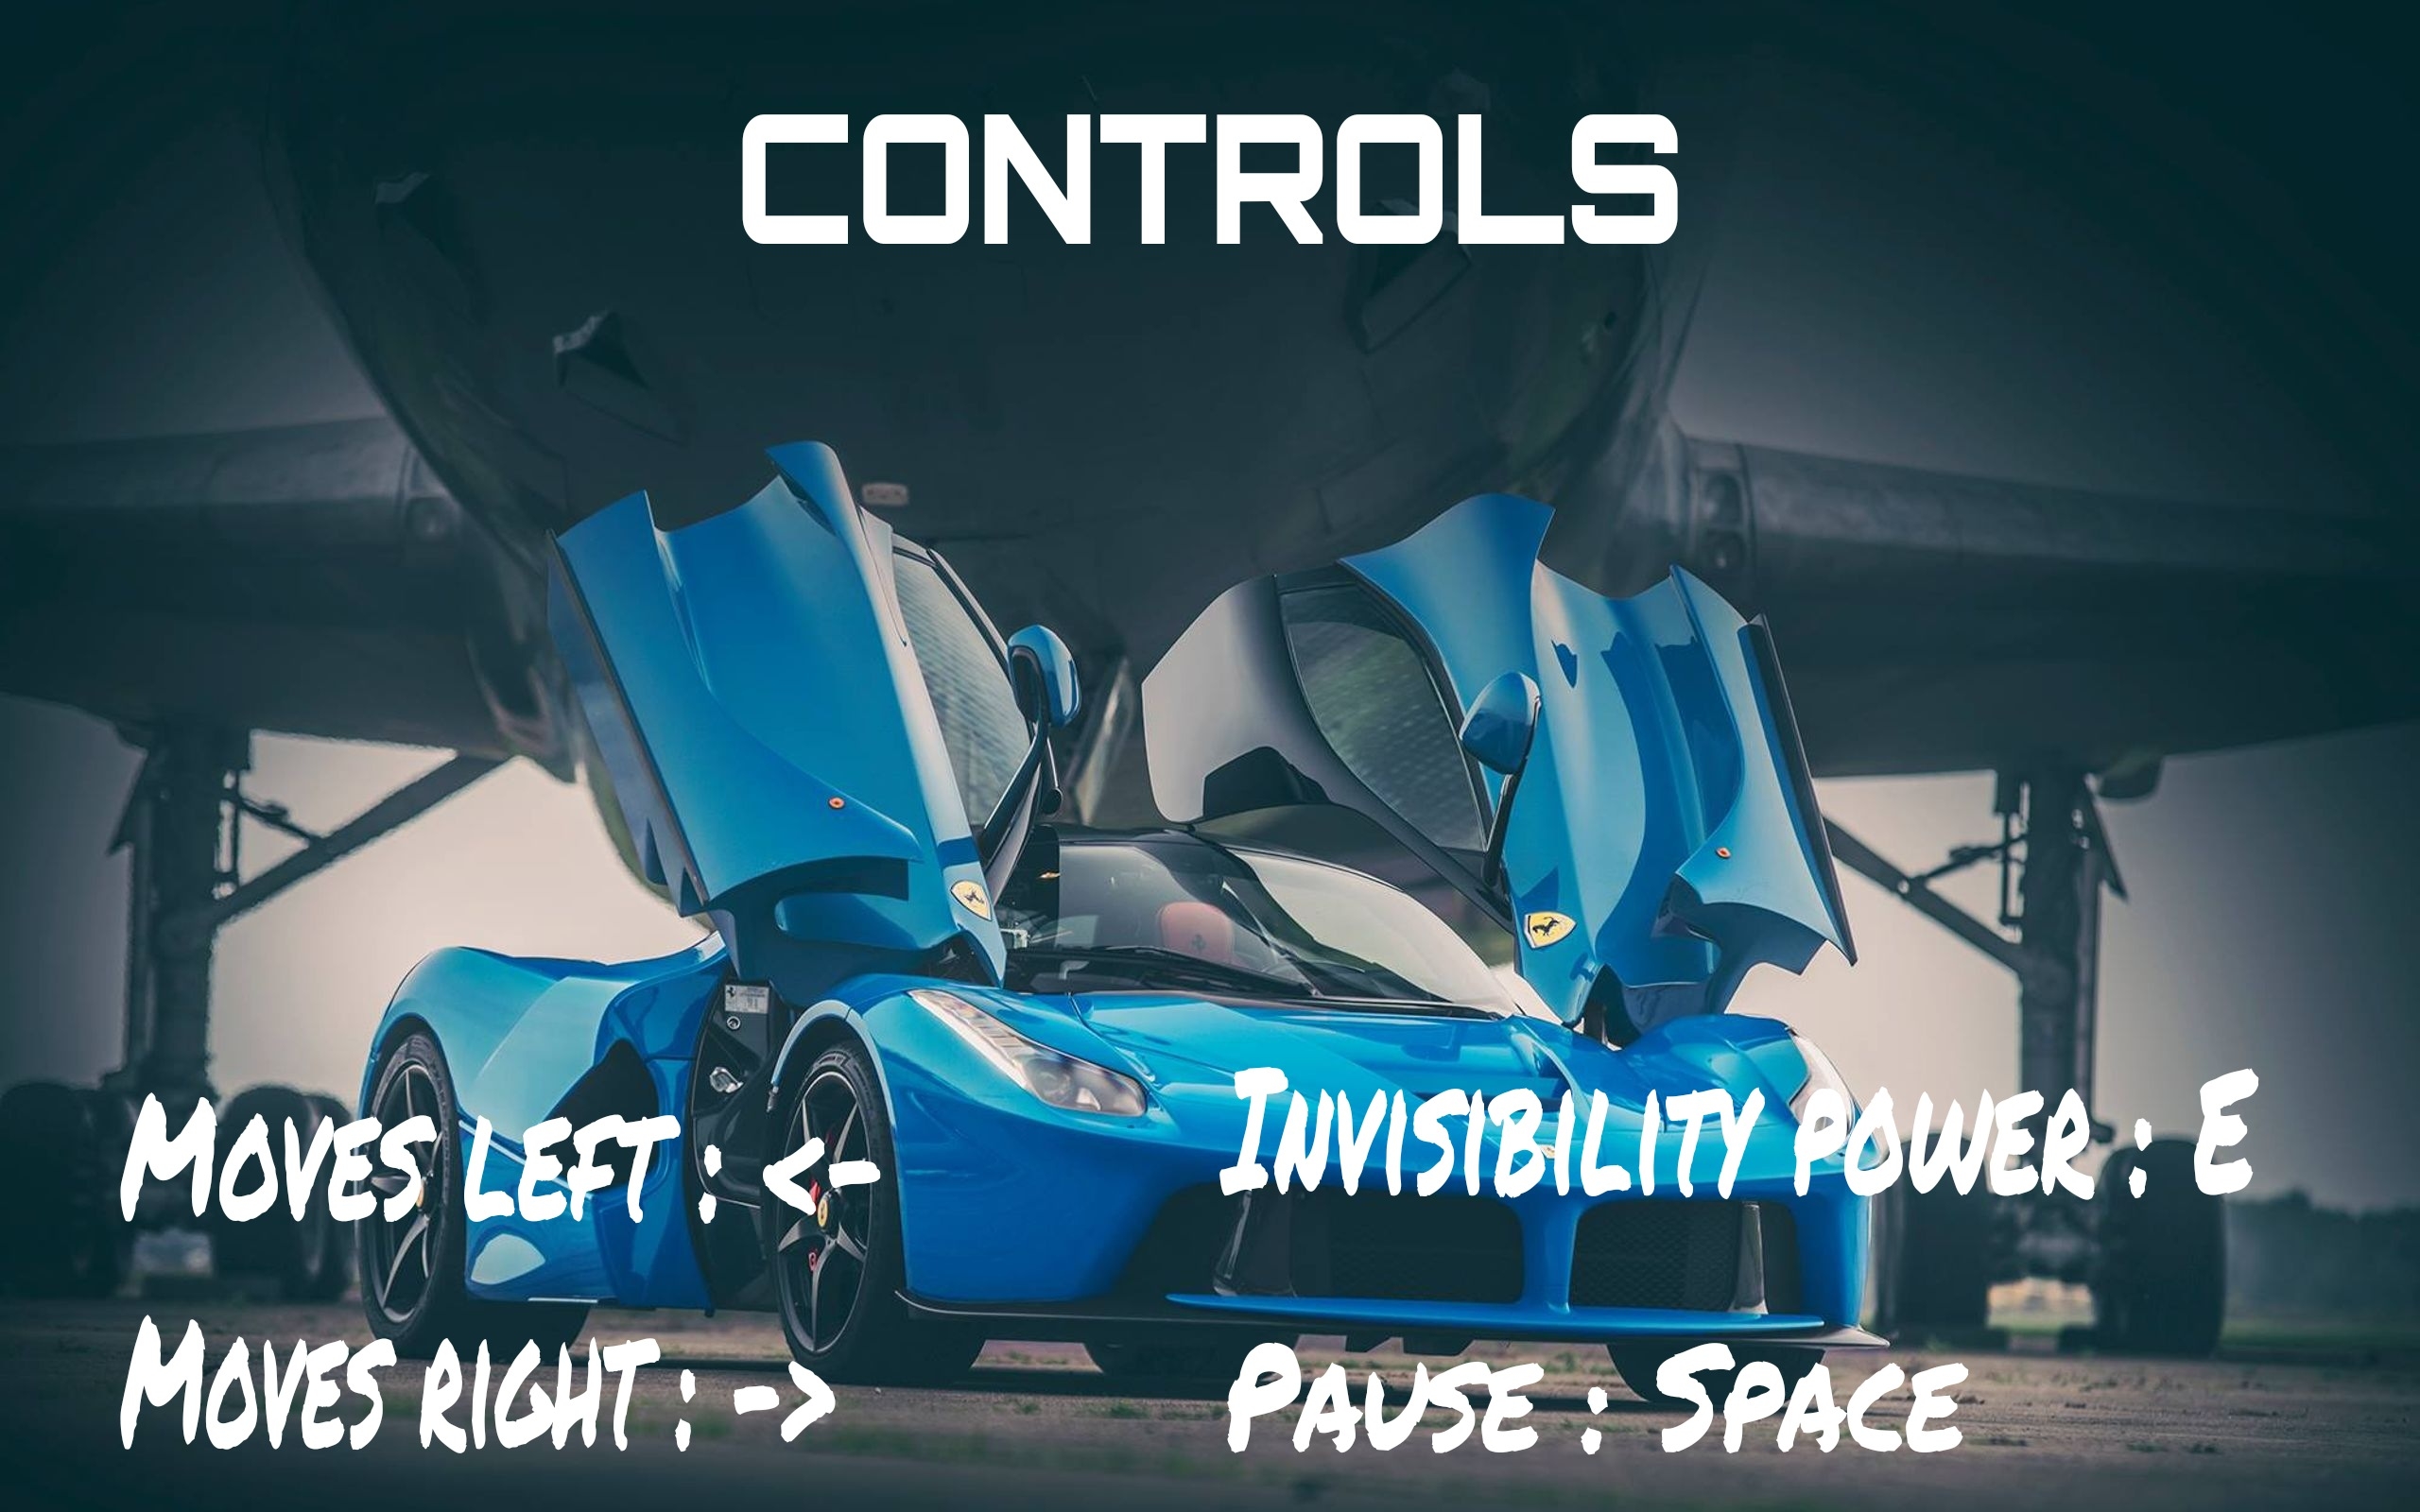 CONTROLS
Moves left : <-
Invisibility power : E
Moves right : ->
Pause : Space